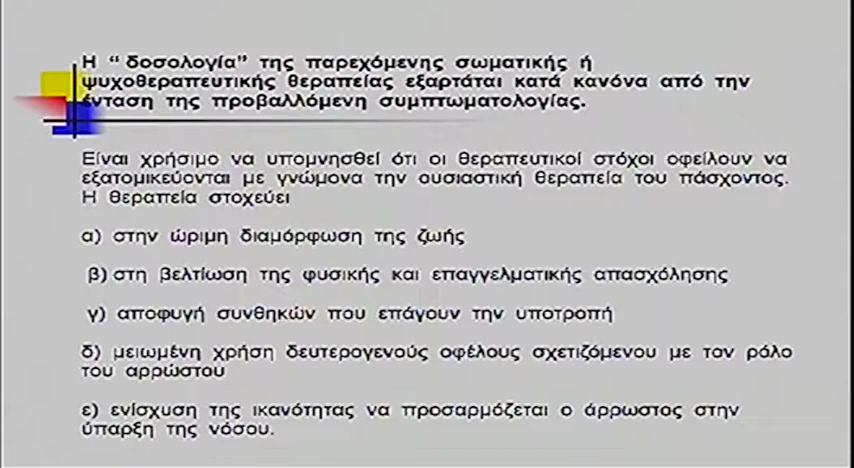 Η “ δοσολογία” της παρεχόμενης σωματικής ή
ψυχοθεραπευτικής θεραπείας εξαρτάται κατά κανόνα από την
ένταση της προβαλλόμενη συμπτωματολογίας.
Είναι χρήσιμο να υπομνησθεί ότι οι θεραπευτικοί στόχοι οφείλουν να
εξατομικεύονται με γνώμονα την ουσιαστική θεραπεία του πάσχοντος.
Η θεραπεία στοχεύει
α) στην ώριμη διαμόρφωση της ζωής
β) στη βελτίωση της φυσικής και επαγγελματικής απασχόλησης
γ) αποφυγή συνθηκών που επάγουν την υποτροπή
δ) μειωμένη χρήση δευτερογενούς οφέλους σχετιζόμενου με τον ρόλο
του αρρώστου
ε) ενίσχυση της ικανότητας να προσαρμόζεται ο άρρωστος στην
ύπαρξη της νόσου.